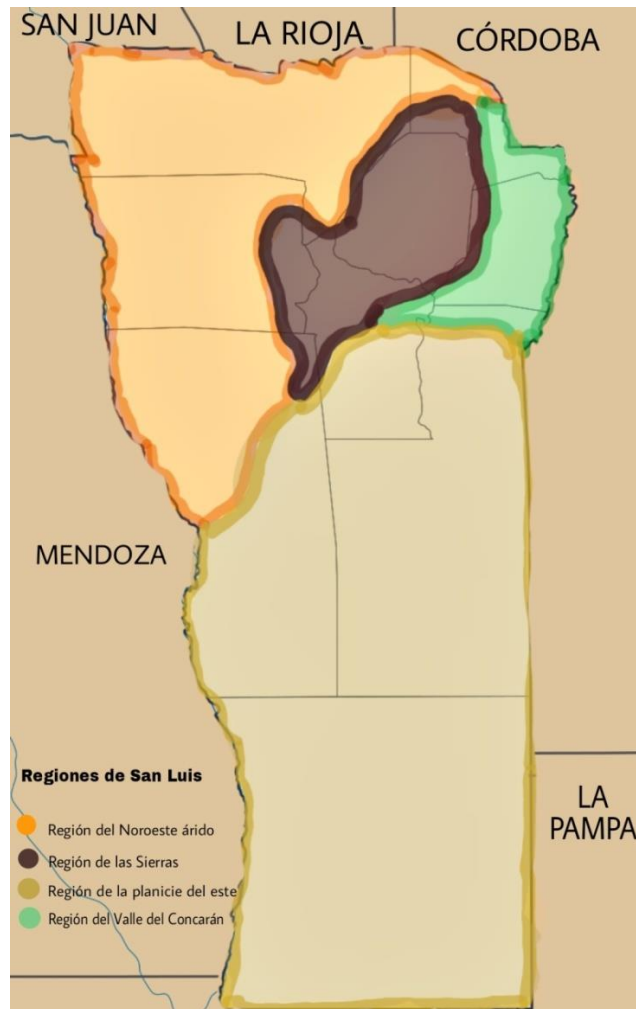 SAN JUAN
LA RIOJA
CÓRDOBA
MENDOZA
Regiones de San Luis
Región del Noroeste árido
Región de las Sierras
Región de la planicie del este
Región del Valle del Concarán
LA
PAMPA